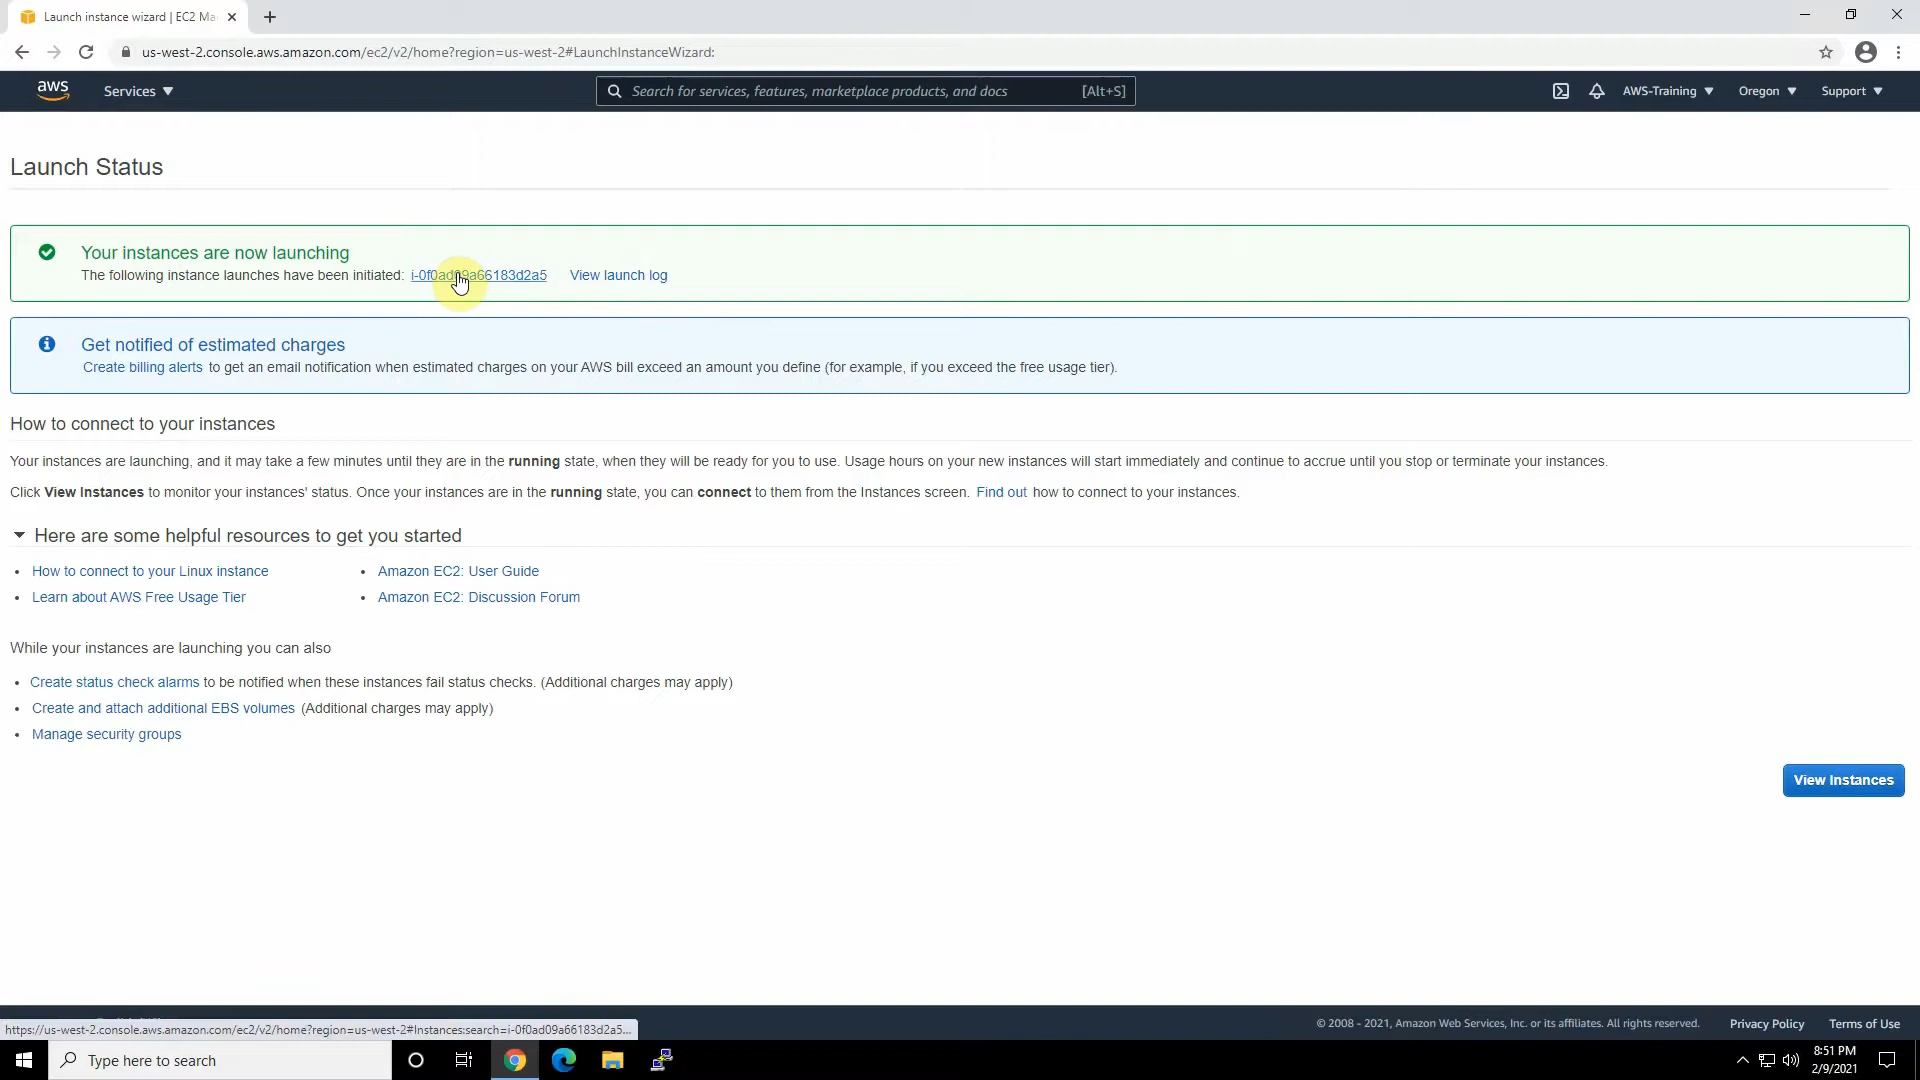 Launch instance wizard | EC2 Ma
us-west-2.console.aws.amazon.com/ec2/v2/home?region=us-west-2#LaunchInstanceWizard:
aws
Services
Search for services, features, marketplace products, and docs [Alt+S]
AWS-Training
Oregon
Support
Launch Status
Your instances are now launching
The following instance launches have been initiated: i-0f0ad09a66183d2a5 View launch log
Get notified of estimated charges
Create billing alerts to get an email notification when estimated charges on your AWS bill exceed an amount you define (for example, if you exceed the free usage tier).
How to connect to your instances
Your instances are launching, and it may take a few minutes until they are in the running state, when they will be ready for you to use. Usage hours on your new instances will start immediately and continue to accrue until you stop or terminate your instances.
Click View Instances to monitor your instances' status. Once your instances are in the running state, you can connect to them from the Instances screen. Find out how to connect to your instances.
Here are some helpful resources to get you started
• How to connect to your Linux instance
• Learn about AWS Free Usage Tier
• Amazon EC2: User Guide
• Amazon EC2: Discussion Forum
While your instances are launching you can also
• Create status check alarms to be notified when these instances fail status checks. (Additional charges may apply)
• Create and attach additional EBS volumes (Additional charges may apply)
• Manage security groups
View Instances
https://us-west-2.console.aws.amazon.com/ec2/v2/home?region=us-west-2#Instances:search=i-0f0ad09a66183d2a5...
© 2008 - 2021, Amazon Web Services, Inc. or its affiliates. All rights reserved.
Privacy Policy
Terms of Use
Type here to search
8:51 PM
2/9/2021